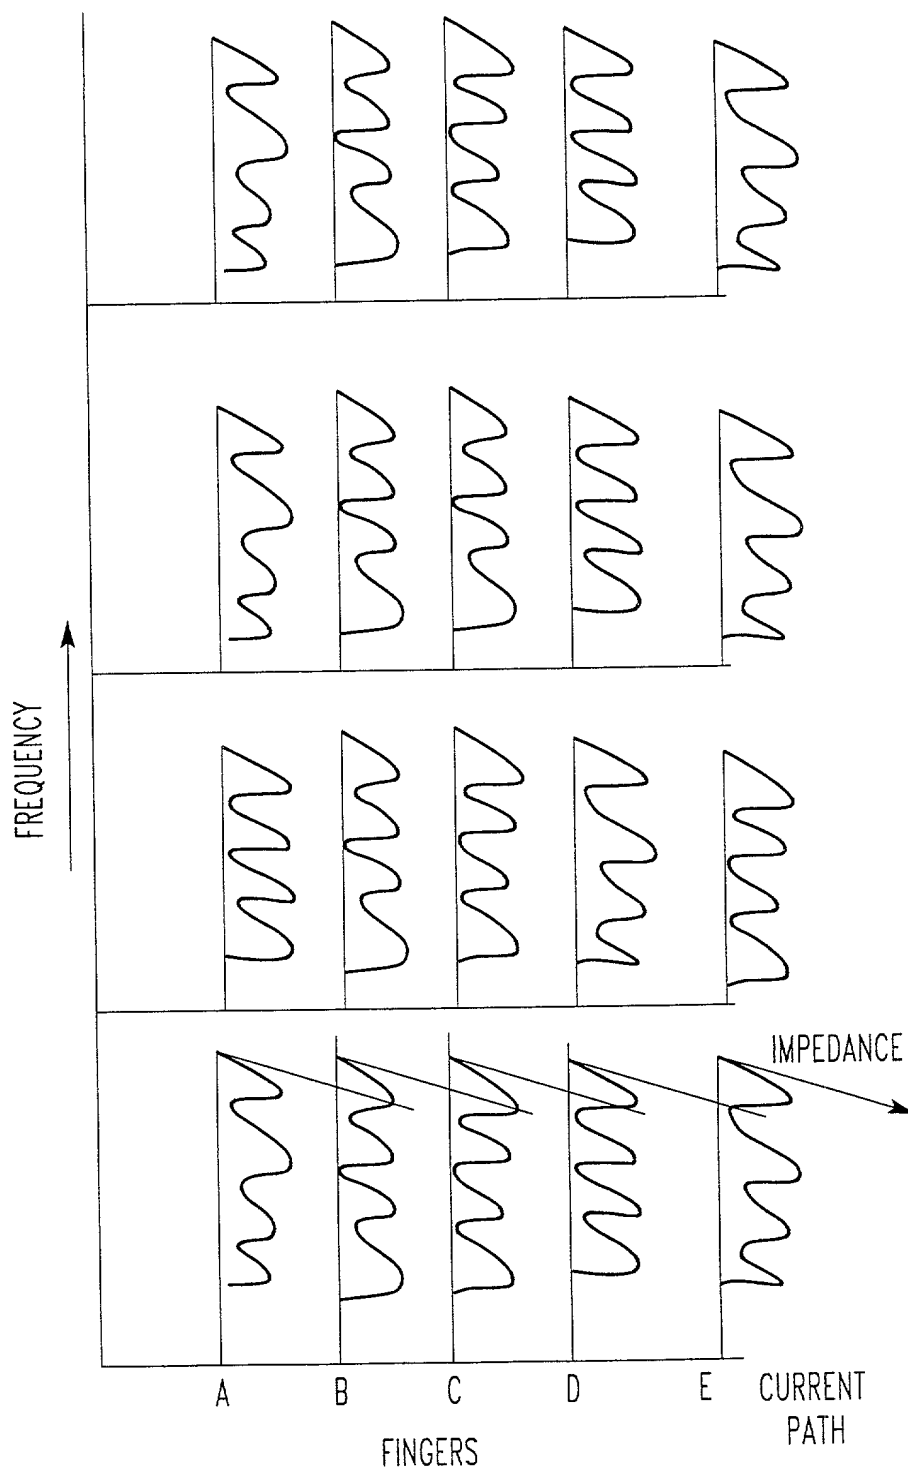 FREQUENCY
IMPEDANCE
A B C D E
CURRENT
PATH
FINGERS